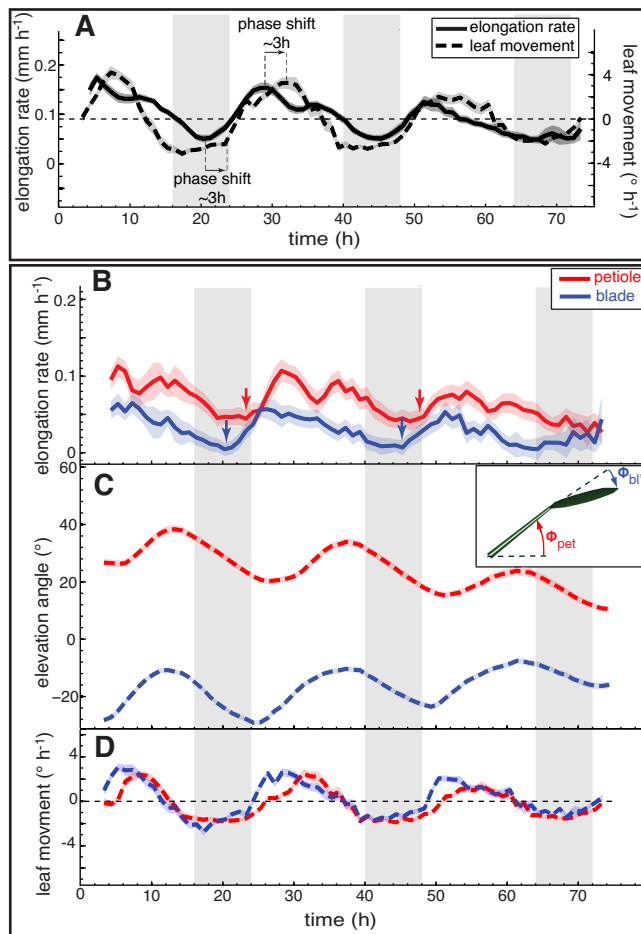 A
elongation rate
leaf movement
phase shift
~3h
phase shift
~3h
elongation rate (mm h-1)
0.2
0.1
0
leaf movement (° h-1)
4
2
0
-2
-4
0 10 20 30 40 50 60 70
time (h)
B
petiole
blade
elongation rate (mm h-1)
0.2
0.1
0
C
elevation angle (°)
60
40
20
0
-20
Φbl
Φpet
D
leaf movment (° h-1)
4
0
-4
0 10 20 30 40 50 60 70
time (h)